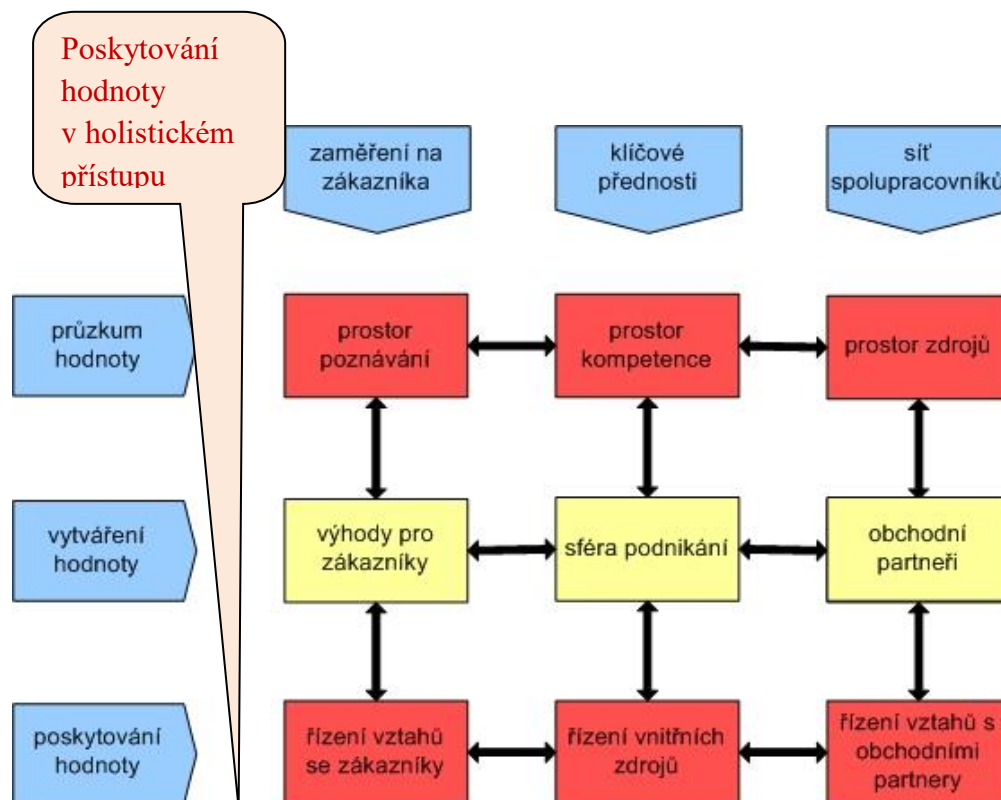 Poskytování
hodnoty
v holistickém
přístupu
zaměření na
zákazníka
klíčové
přednosti
síť
spolupracovníků
průzkum
hodnoty
prostor
poznávání
prostor
kompetence
prostor zdrojů
vytváření
hodnoty
výhody pro
zákazníky
sféra podnikání
obchodní
partneři
poskytování
hodnoty
řízení vztahů
se zákazníky
řízení vnitřních
zdrojů
řízení vztahů s
obchodními
partnery